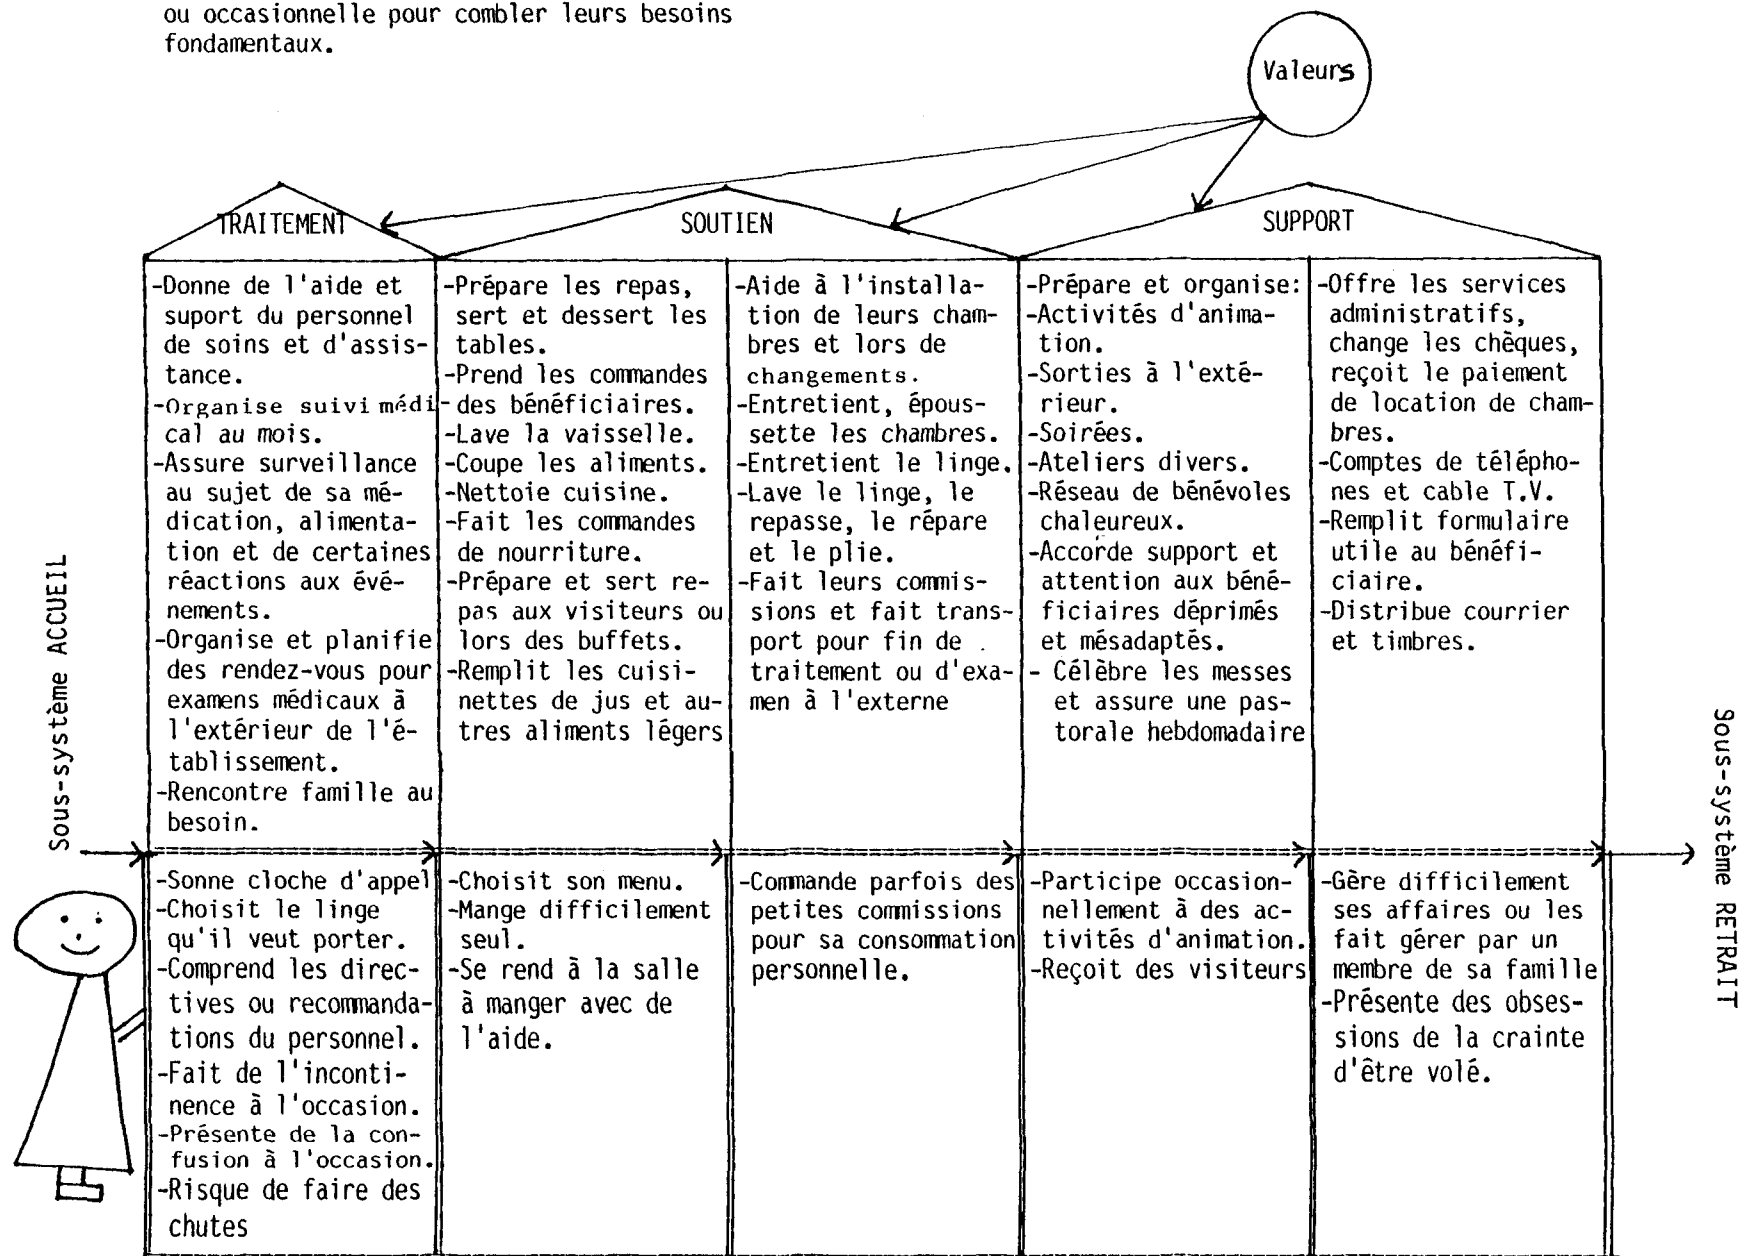 ou occasionnelle pour combler leurs besoins
fondamentaux.
Valeurs
TRAITEMENT
SOUTIEN
SUPPORT
Sous-système ACCUEIL
-Donne de l'aide et
suport du personnel
de soins et d'assis-
tance.
-Organise suivi médi-
cal au mois.
-Assure surveillance
au sujet de sa mé-
dication, alimenta-
tion et de certaines
réactions aux évé-
nements.
-Organise et planifie
des rendez-vous pour
examens médicaux à
l'extérieur de l'é-
tablissement.
-Rencontre famille au
besoin.
-Prépare les repas,
sert et dessert les
tables.
-Prend les commandes
des bénéficiaires.
-Lave la vaisselle.
-Coupe les aliments.
-Nettoie cuisine.
-Fait les commandes
de nourriture.
-Prépare et sert re-
pas aux visiteurs ou
lors des buffets.
-Remplit les cuisi-
nettes de jus et au-
tres aliments légers
-Aide à l'installa-
tion de leurs cham-
bres et lors de
changements.
-Entretient, épous-
sette les chambres.
-Entretient le linge.
-Lave le linge, le
repasse, le répare
et le plie.
-Fait leurs commis-
sions et fait trans-
port pour fin de
traitement ou d'exa-
men à l'externe
-Prépare et organise:
-Activités d'anima-
tion.
-Sorties à l'exté-
rieur.
-Soirées.
-Ateliers divers.
-Réseau de bénévoles
chaleureux.
-Accorde support et
attention aux béné-
ficiaires déprimés
et mésadaptés.
- Célèbre les messes
et assure une pas-
torale hebdomadaire
-Offre les services
administratifs,
change les chèques,
reçoit le paiement
de location de cham-
bres.
-Comptes de télépho-
nes et cable T.V.
-Remplit formulaire
utile au bénéfi-
ciaire.
-Distribue courrier
et timbres.
-Sonne cloche d'appel
-Choisit le linge
qu'il veut porter.
-Comprend les direc-
tives ou recommanda-
tions du personnel.
-Fait de l'inconti-
nence à l'occasion.
-Présente de la con-
fusion à l'occasion.
-Risque de faire des
chutes
-Choisit son menu.
-Mange difficilement
seul.
-Se rend à la salle
à manger avec de
l'aide.
-Commande parfois des
petites commissions
pour sa consommation
personnelle.
-Participe occasion-
nellement à des ac-
tivités d'animation.
-Reçoit des visiteurs
-Gère difficilement
ses affaires ou les
fait gérer par un
membre de sa famille
-Présente des obses-
sions de la crainte
d'être volé.
Sous-système RETRAIT